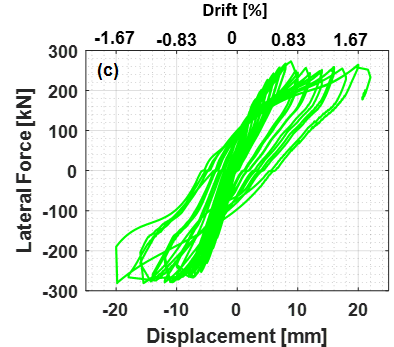 Drift [%]
-1.67 -0.83 0 0.83 1.67
300
(c)
200
100
0
-100
-200
-300
Lateral Force [kN]
-20 -10 0 10 20
Displacement [mm]